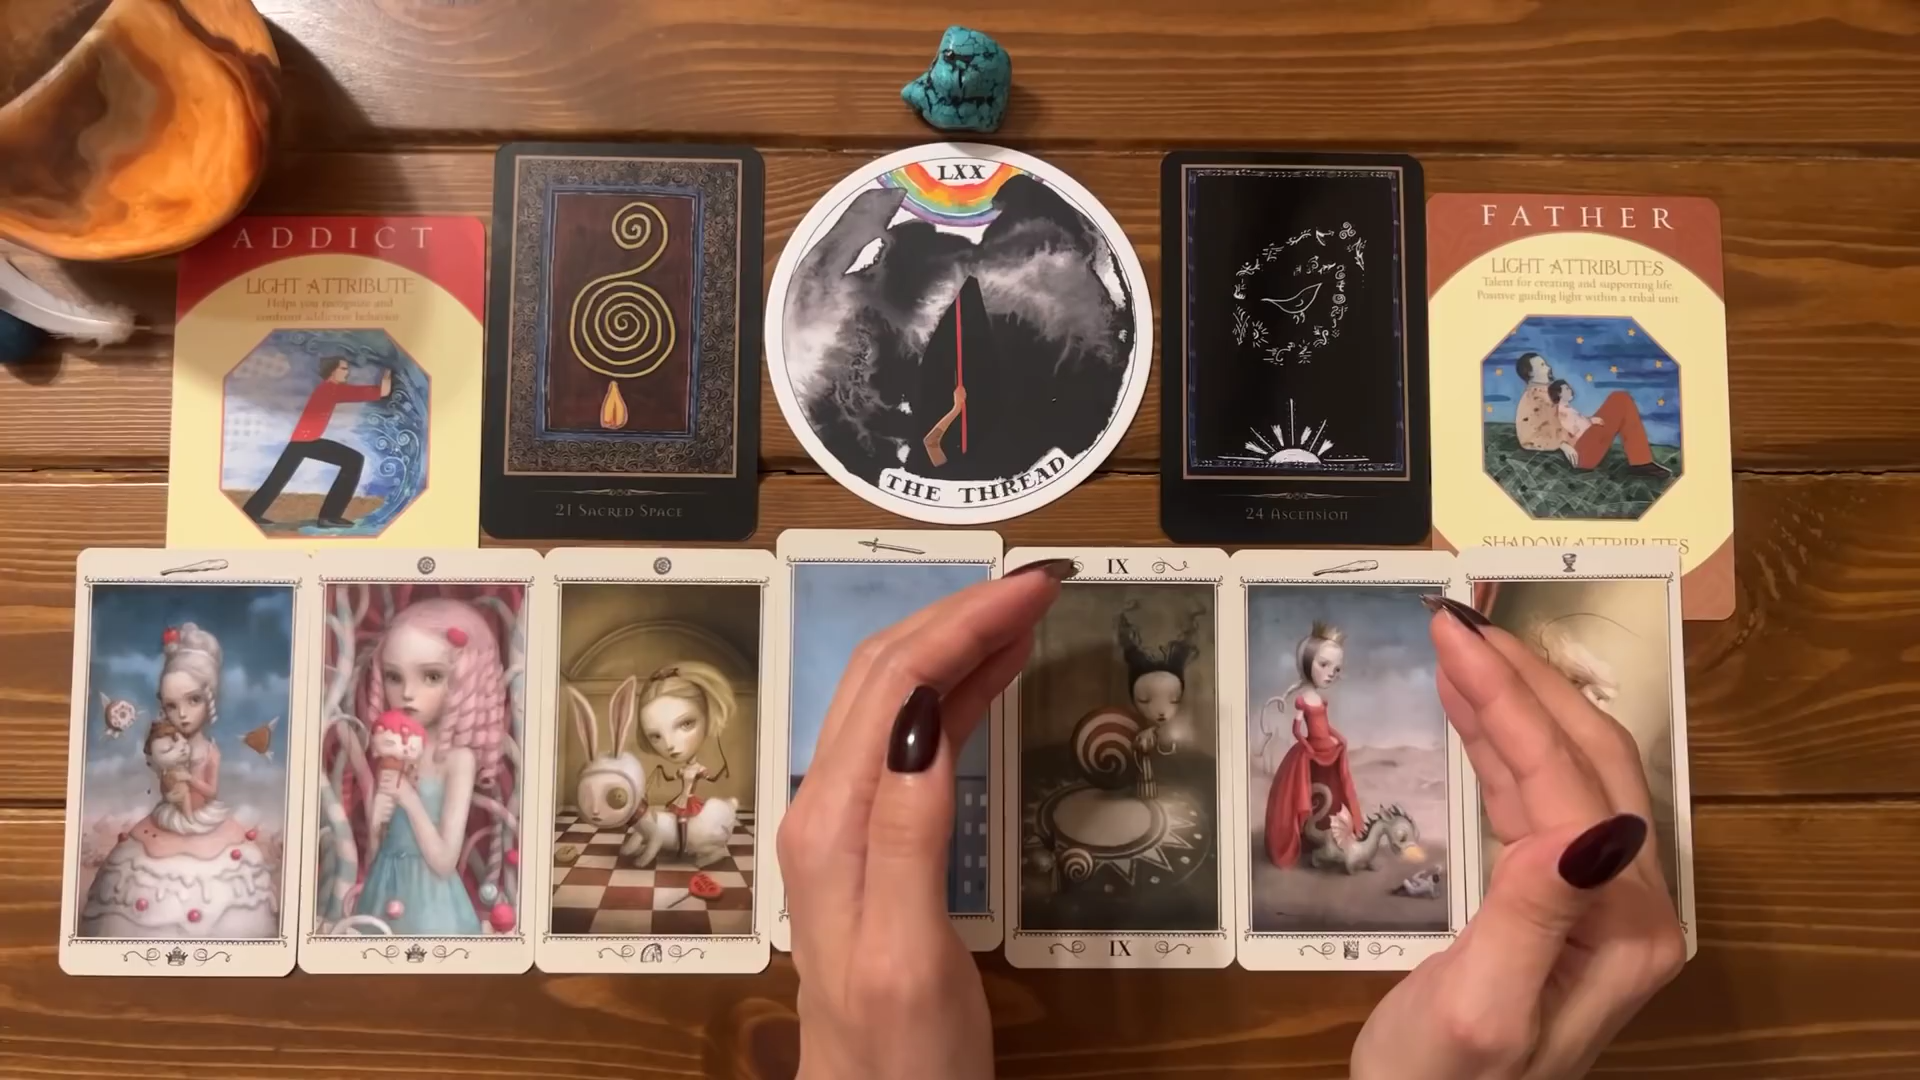 ADDICT
LIGHT ATTRIBUTE
Helps you recognize and
confront addictive behavior
21 SACRED SPACE
LXX
THE THREAD
24 ASCENSION
FATHER
LIGHT ATTRIBUTES
Talent for creating and supporting life
Positive guiding light within a tribal unit
SHADOW ATTRIBUTES
IX
IX